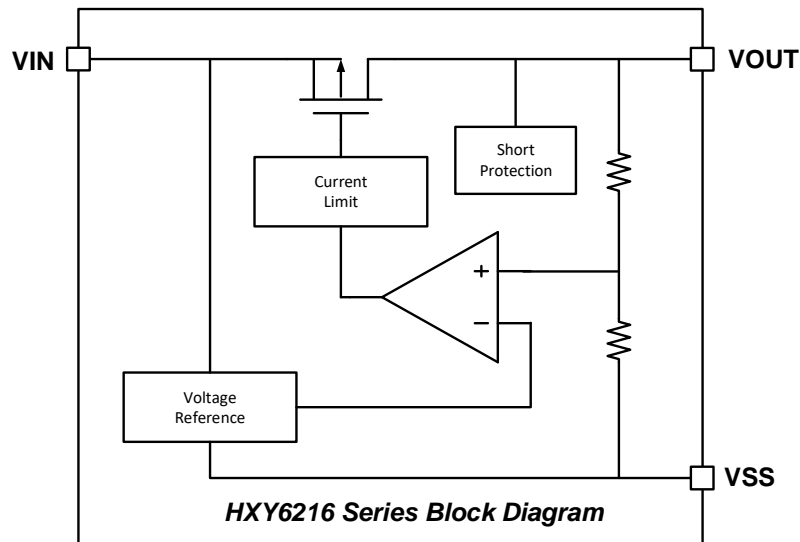 VIN
VOUT
Short
Protection
Current
Limit
+
−
Voltage
Reference
VSS
HXY6216 Series Block Diagram